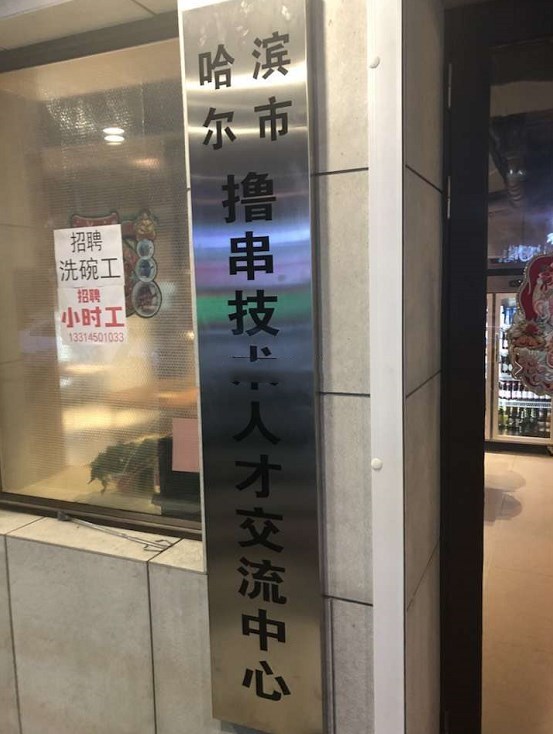 哈尔滨市
撸串技术人才交流中心
招聘
洗碗工
招聘
小时工
13314501033